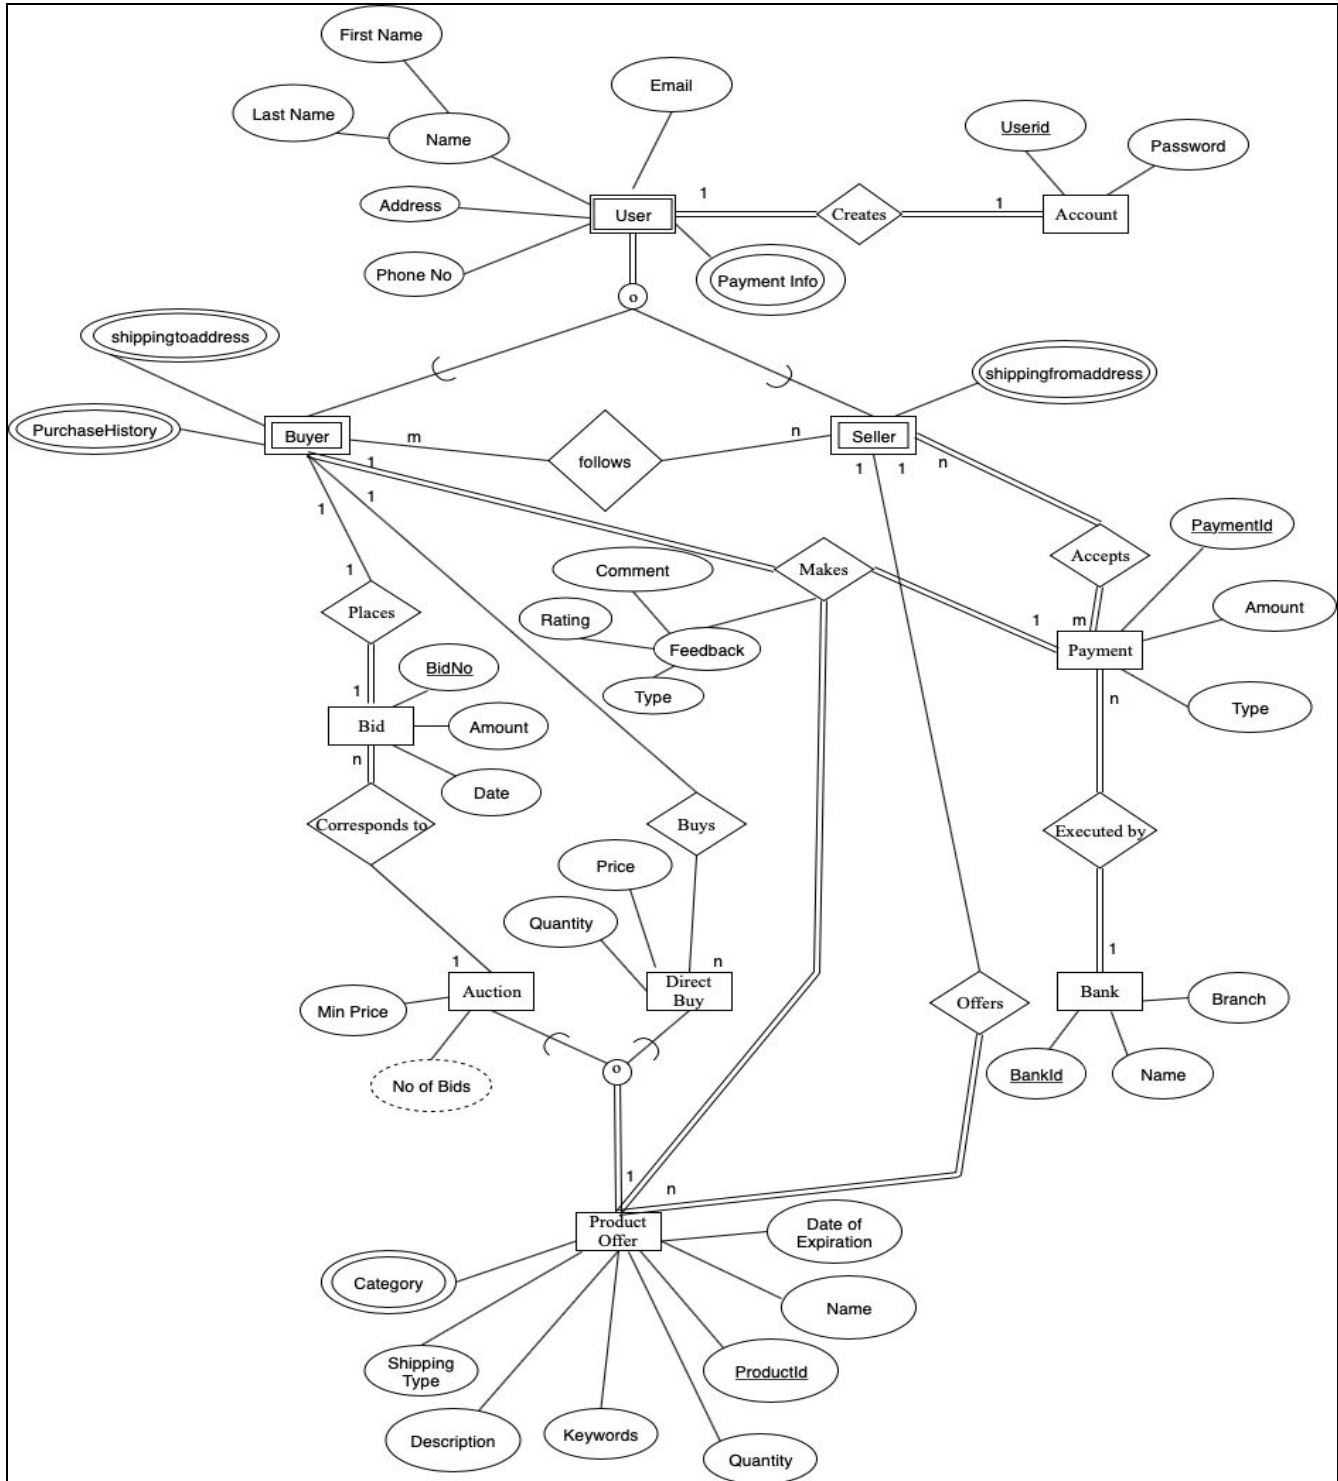 First Name
Email
Last Name
Name
Userid
Password
Address
User
1
Creates
1
Account
Phone No
Payment Info
o
shippingtoaddress
shippingfromaddress
PurchaseHistory
Buyer
m
follows
n
Seller
1
1
1
1
1
n
PaymentId
Comment
Makes
Accepts
1
Places
Rating
Feedback
1
m
Amount
Payment
BidNo
Type
n
Type
1
Bid
Amount
n
Date
Corresponds to
Buys
Executed by
Price
Quantity
1
n
1
Auction
Direct
Buy
Offers
Bank
Branch
Min Price
No of Bids
o
BankId
Name
1
n
Product
Offer
Date of
Expiration
Category
Name
Shipping
Type
ProductId
Description
Keywords
Quantity